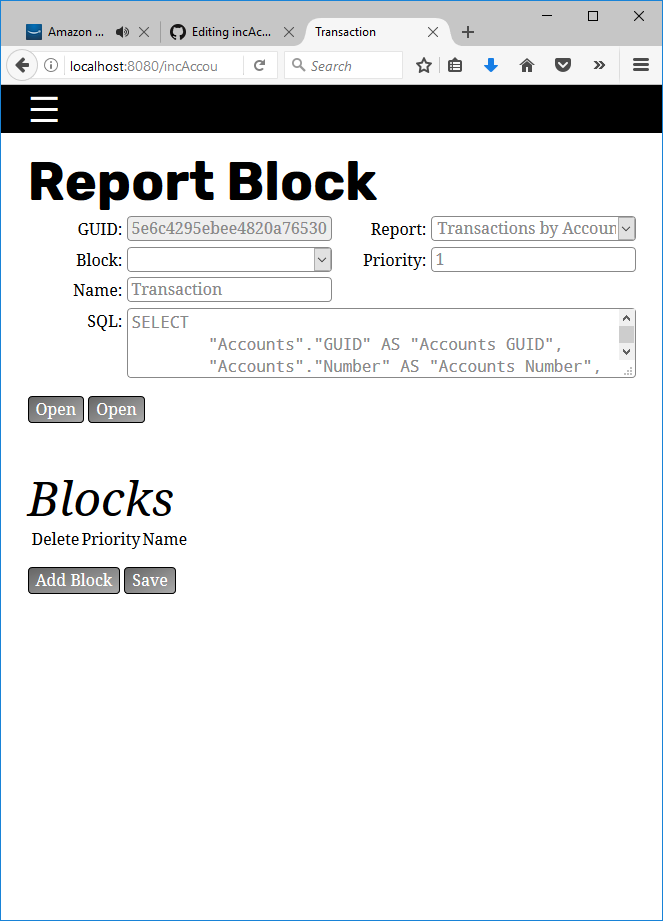 Amazon ...
Editing incAc...
Transaction
localhost:8080/incAccou
Search
Report Block
GUID: 5e6c4295ebee4820a76530 Report: Transactions by Accoun
Block: Priority: 1
Name: Transaction
SQL: SELECT
"Accounts"."GUID" AS "Accounts GUID",
"Accounts"."Number" AS "Accounts Number",
Open Open
Blocks
Delete Priority Name
Add Block Save